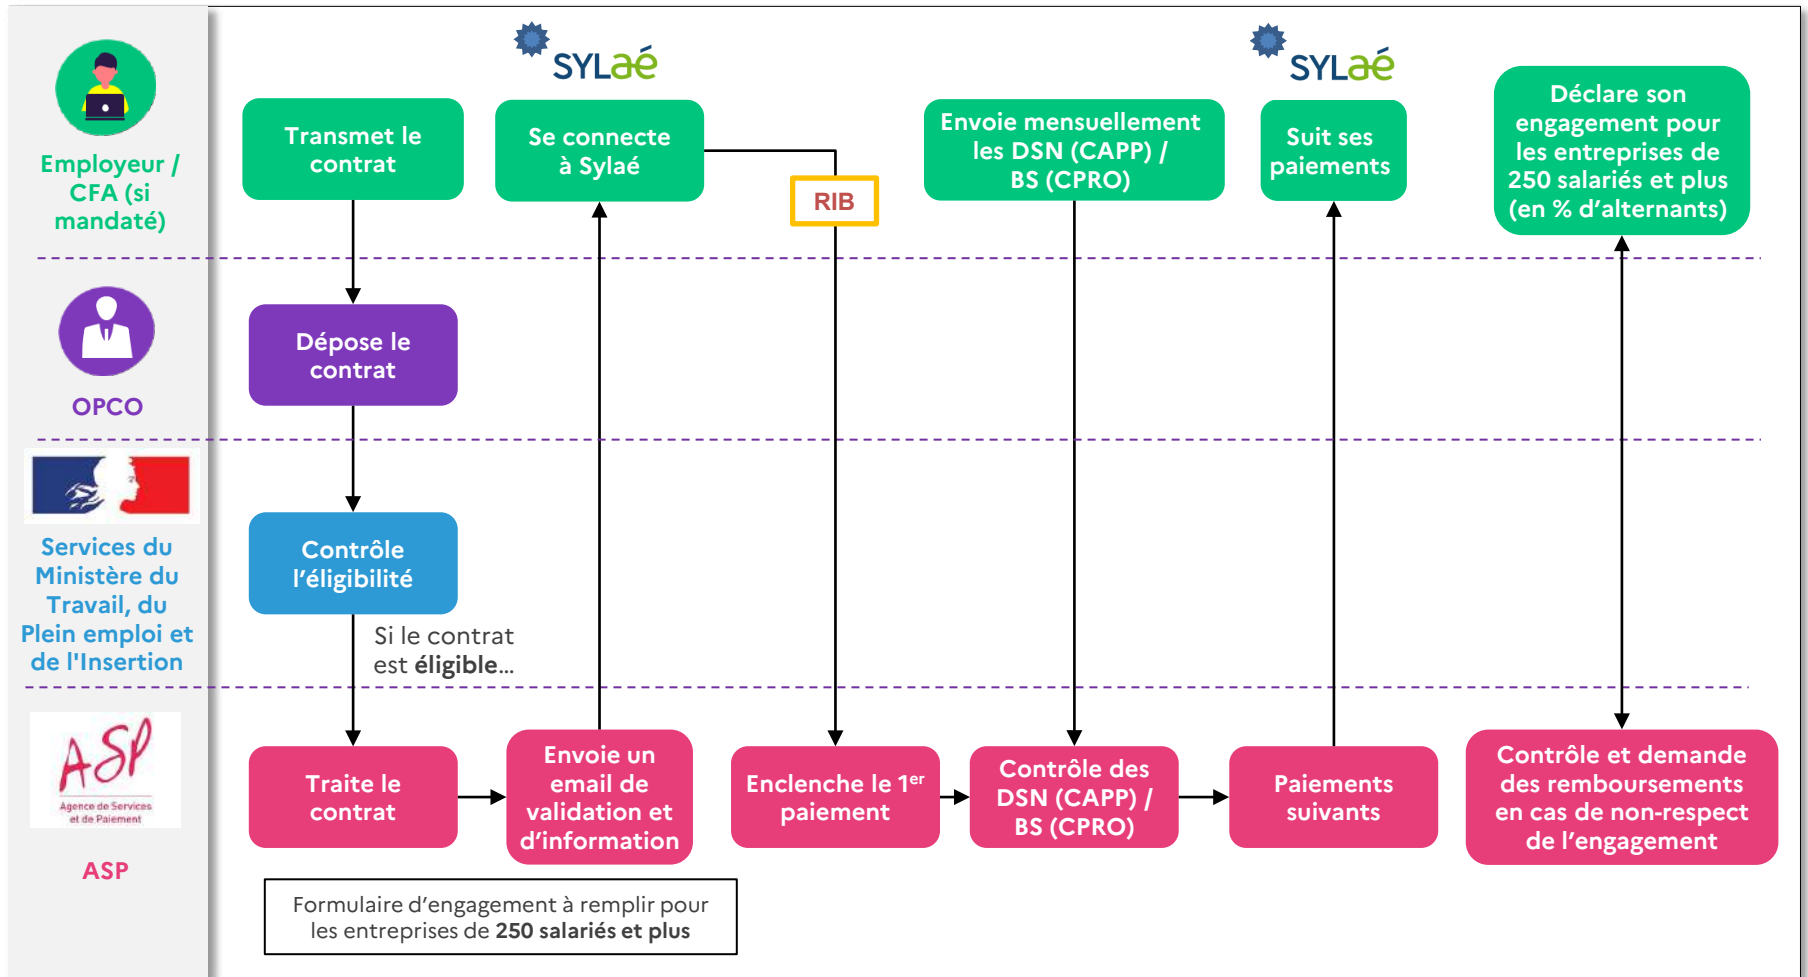 SYLaé
SYLaé
Employeur /
CFA (si
mandaté)
Transmet le
contrat
Se connecte
à Sylaé
RIB
Envoie mensuellement
les DSN (CAPP) /
BS (CPRO)
Suit ses
paiements
Déclare son
engagement pour
les entreprises de
250 salariés et plus
(en % d’alternants)
OPCO
Dépose le
contrat
Services du
Ministère du
Travail, du
Plein emploi et
de l'Insertion
Contrôle
l’éligibilité
Si le contrat
est éligible…
ASP
Agence de Services
et de Paiement
ASP
Traite le
contrat
Envoie un
email de
validation et
d’information
Enclenche le 1er
paiement
Contrôle des
DSN (CAPP) /
BS (CPRO)
Paiements
suivants
Contrôle et demande
des remboursements
en cas de non-respect
de l’engagement
Formulaire d’engagement à remplir pour
les entreprises de 250 salariés et plus